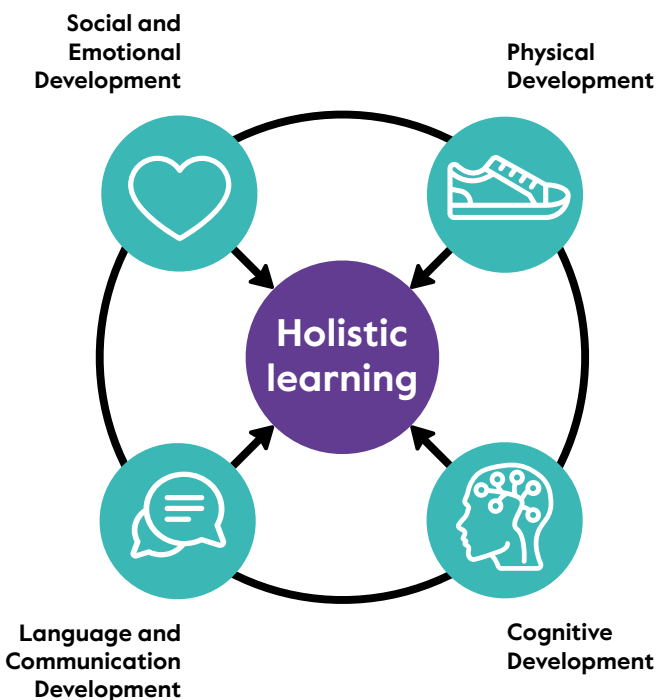 Social and
Emotional
Development
Physical
Development
Holistic
learning
Language and
Communication
Development
Cognitive
Development